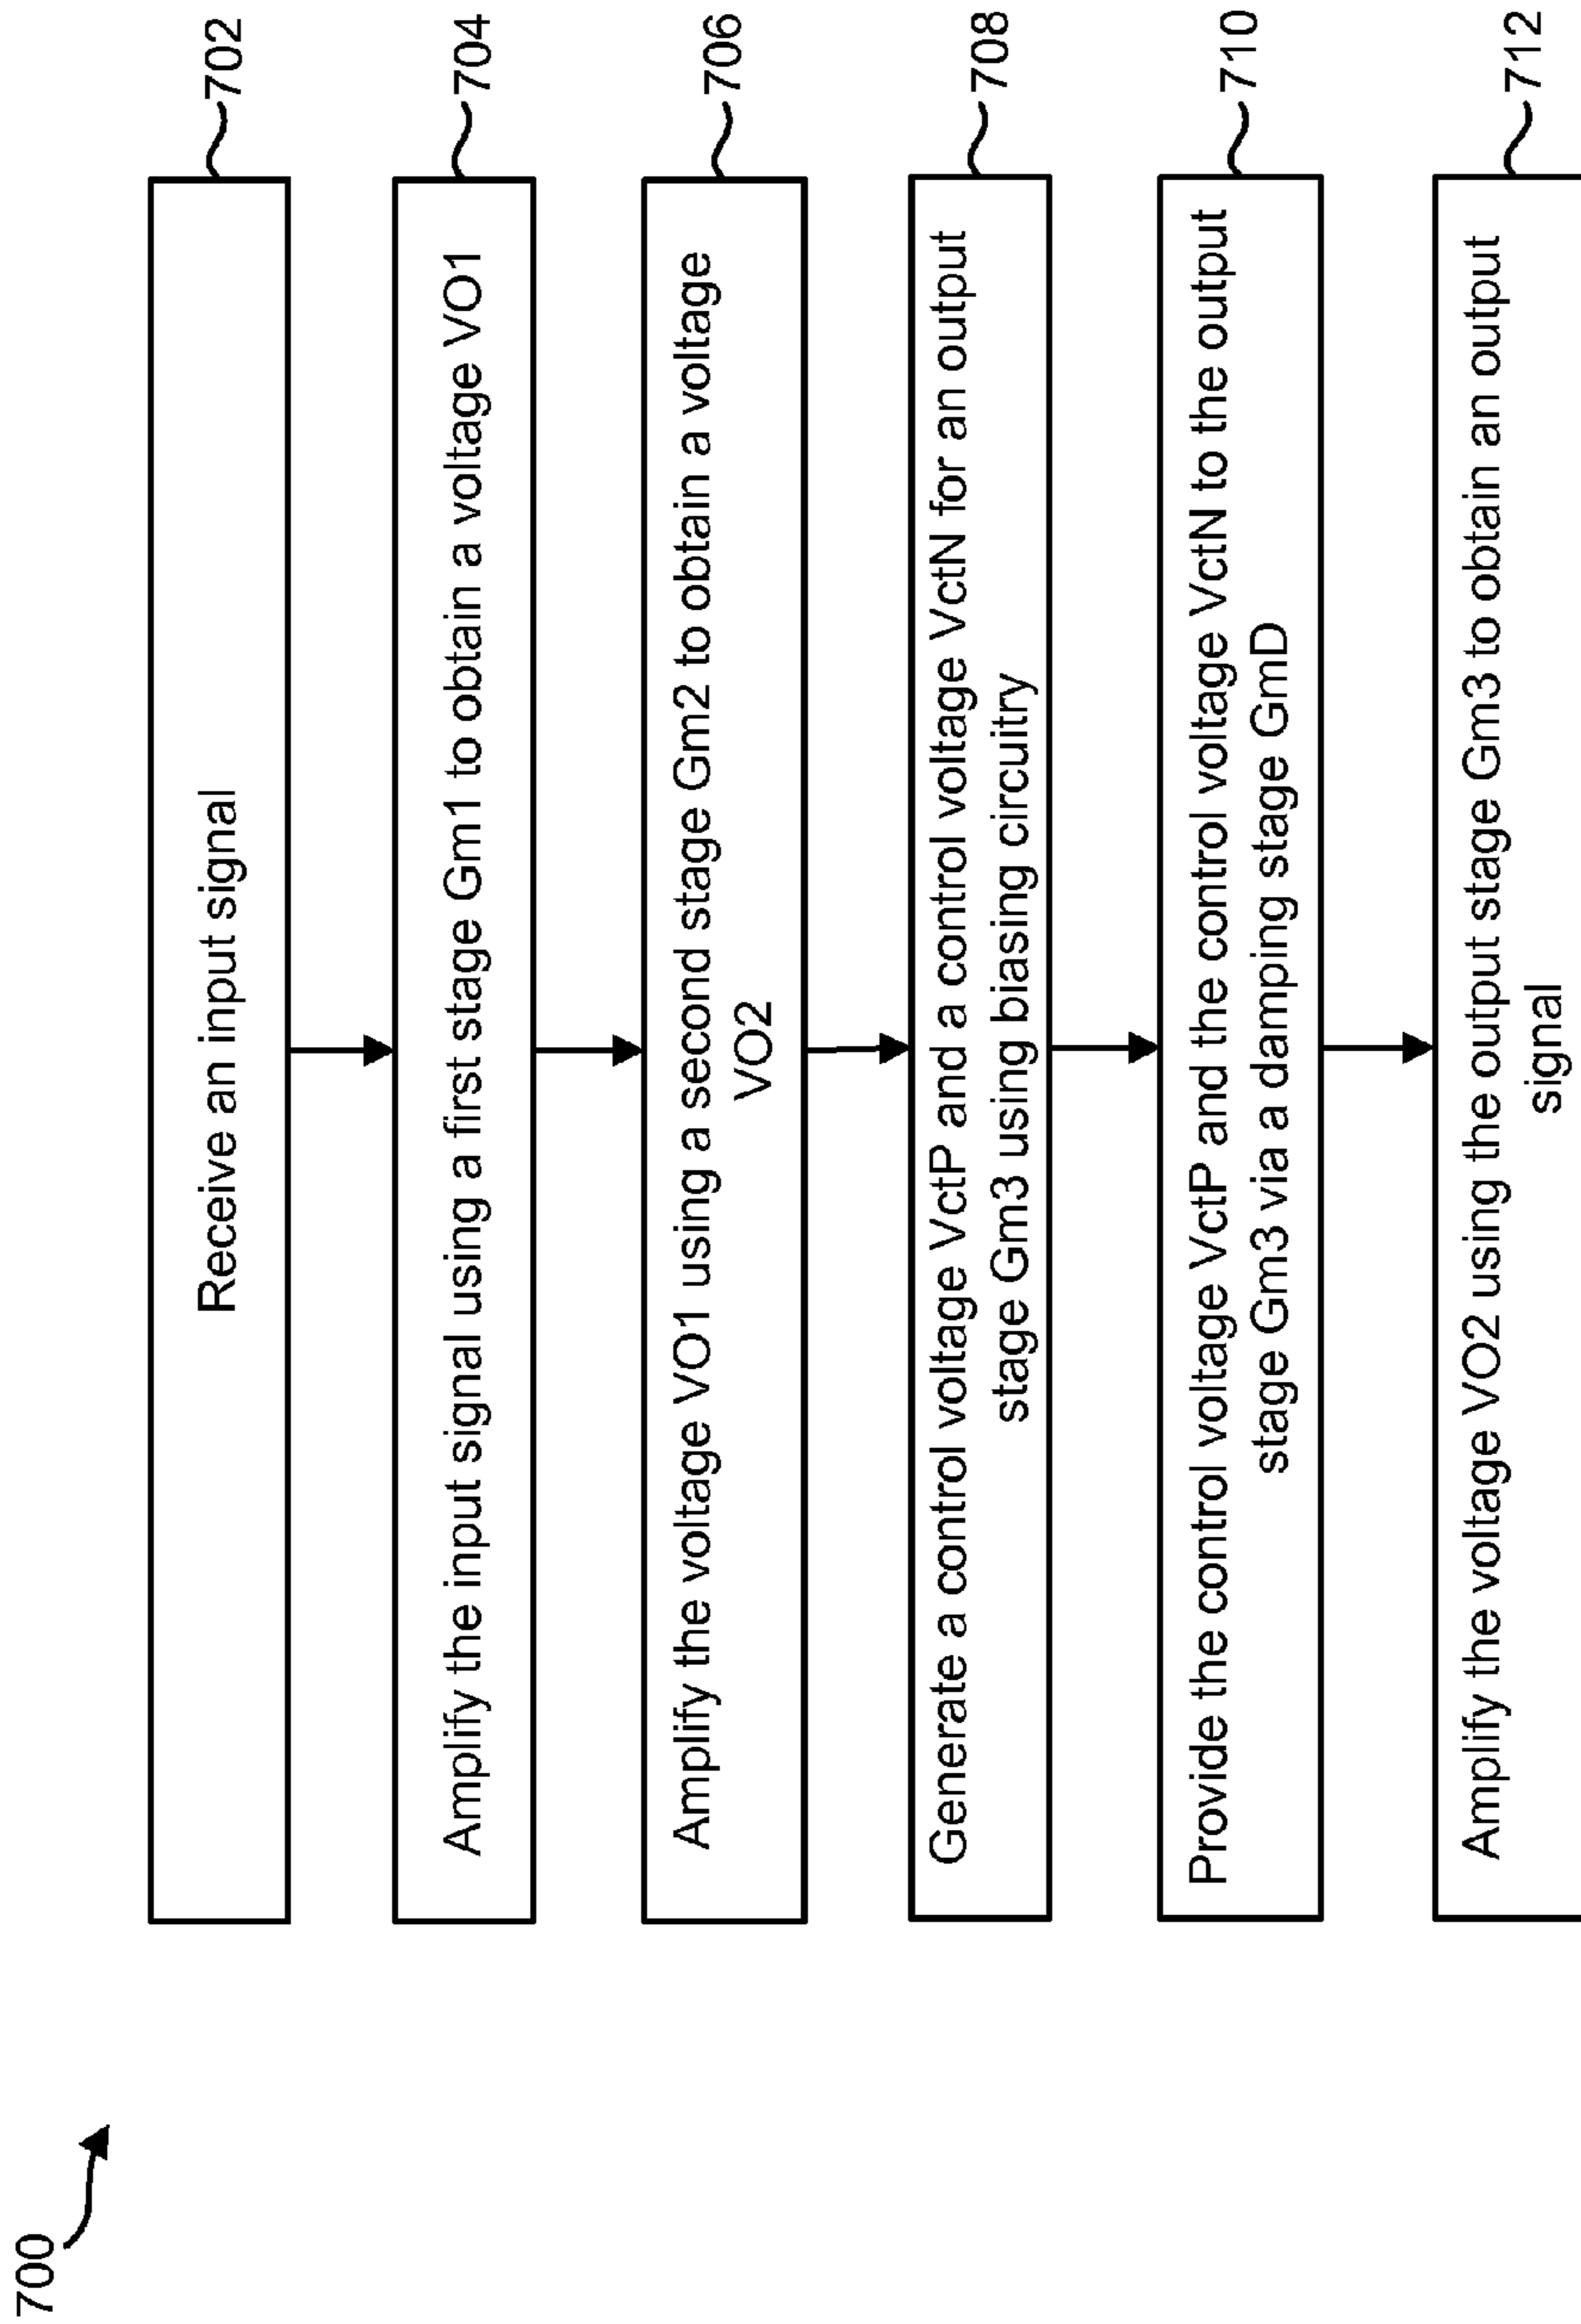 700
Receive an input signal
702
Amplify the input signal using a first stage Gm1 to obtain a voltage VO1
704
Amplify the voltage VO1 using a second stage Gm2 to obtain a voltage
VO2
706
Generate a control voltage VctP and a control voltage VctN for an output
stage Gm3 using biasing circuitry
708
Provide the control voltage VctP and the control voltage VctN to the output
stage Gm3 via a damping stage GmD
710
Amplify the voltage VO2 using the output stage Gm3 to obtain an output
signal
712